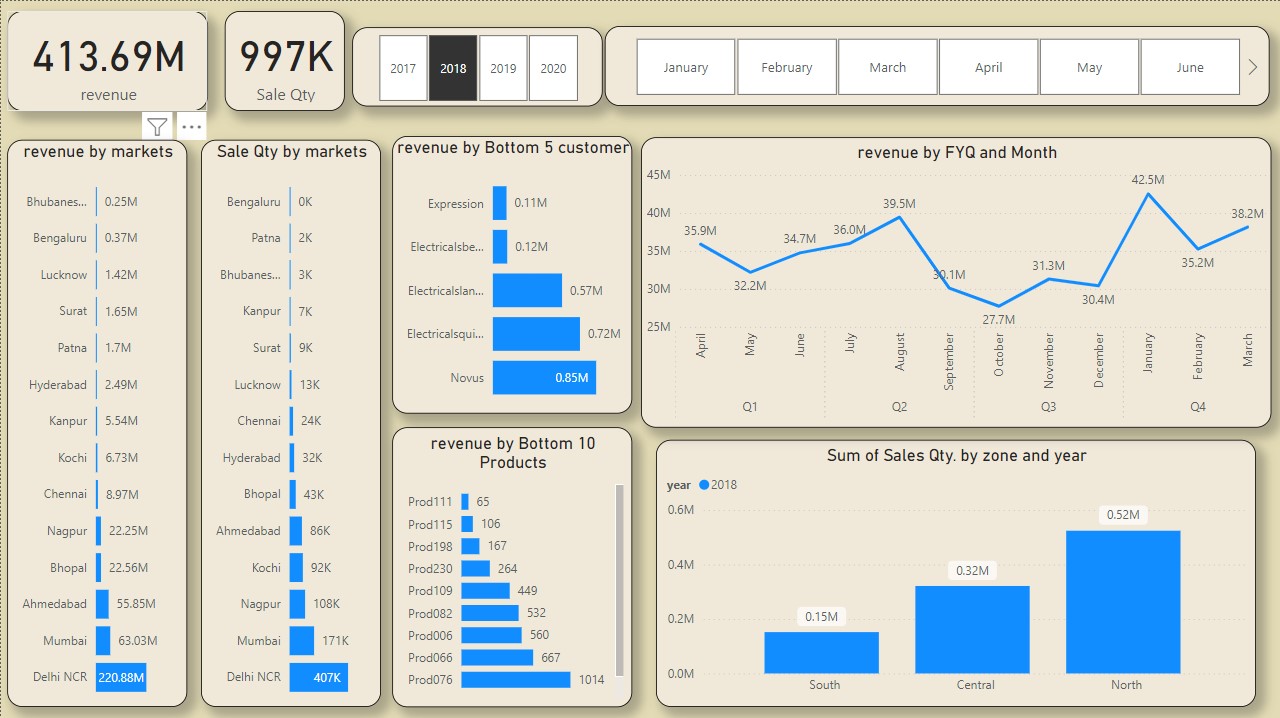 413.69M
revenue
997K
Sale Qty
2017
2018
2019
2020
January
February
March
April
May
June
revenue by markets
Bhubanes... 0.25M
Bengaluru 0.37M
Lucknow 1.42M
Surat 1.65M
Patna 1.7M
Hyderabad 2.49M
Kanpur 5.54M
Kochi 6.73M
Chennai 8.97M
Nagpur 22.25M
Bhopal 22.56M
Ahmedabad 55.85M
Mumbai 63.03M
Delhi NCR 220.88M
Sale Qty by markets
Bengaluru 0K
Patna 2K
Bhubanes... 3K
Kanpur 7K
Surat 9K
Lucknow 13K
Chennai 24K
Hyderabad 32K
Bhopal 43K
Ahmedabad 86K
Kochi 92K
Nagpur 108K
Mumbai 171K
Delhi NCR 407K
revenue by Bottom 5 customer
Expression 0.11M
Electricalsbe... 0.12M
Electricalslan... 0.57M
Electricalsqui... 0.72M
Novus 0.85M
revenue by Bottom 10
Products
Prod111 65
Prod115 106
Prod198 167
Prod230 264
Prod109 449
Prod082 532
Prod006 560
Prod066 667
Prod076 1014
revenue by FYQ and Month
45M
40M
35M
30M
25M
35.9M
32.2M
34.7M
36.0M
39.5M
30.1M
27.7M
31.3M
30.4M
42.5M
35.2M
38.2M
April
May
June
July
August
September
October
November
December
January
February
March
Q1
Q2
Q3
Q4
Sum of Sales Qty. by zone and year
year 2018
0.6M
0.4M
0.2M
0.0M
0.15M
0.32M
0.52M
South
Central
North